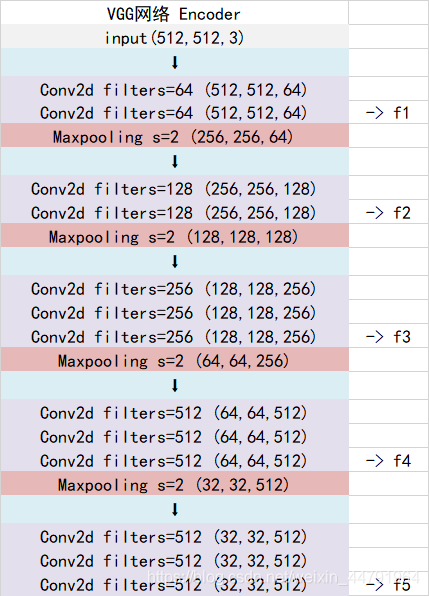 VGG网络 Encoder
input(512,512,3)
⬇
Conv2d filters=64 (512,512,64)
Conv2d filters=64 (512,512,64) -> f1
Maxpooling s=2 (256,256,64)
⬇
Conv2d filters=128 (256,256,128)
Conv2d filters=128 (256,256,128) -> f2
Maxpooling s=2 (128,128,128)
⬇
Conv2d filters=256 (128,128,256)
Conv2d filters=256 (128,128,256)
Conv2d filters=256 (128,128,256) -> f3
Maxpooling s=2 (64,64,256)
⬇
Conv2d filters=512 (64,64,512)
Conv2d filters=512 (64,64,512)
Conv2d filters=512 (64,64,512) -> f4
Maxpooling s=2 (32,32,512)
⬇
Conv2d filters=512 (32,32,512)
Conv2d filters=512 (32,32,512)
Conv2d filters=512 (32,32,512) -> f5